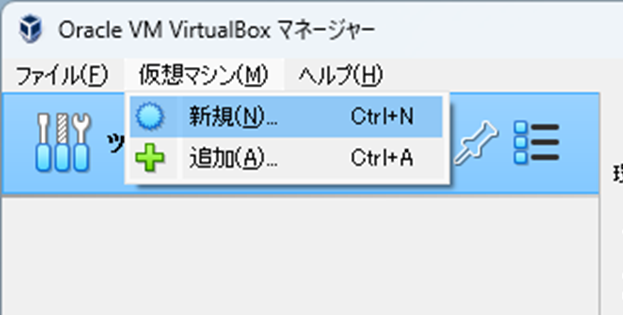 Oracle VM VirtualBox マネージャー
ファイル(F) 仮想マシン(M) ヘルプ(H)
新規(N)... Ctrl+N
追加(A)... Ctrl+A